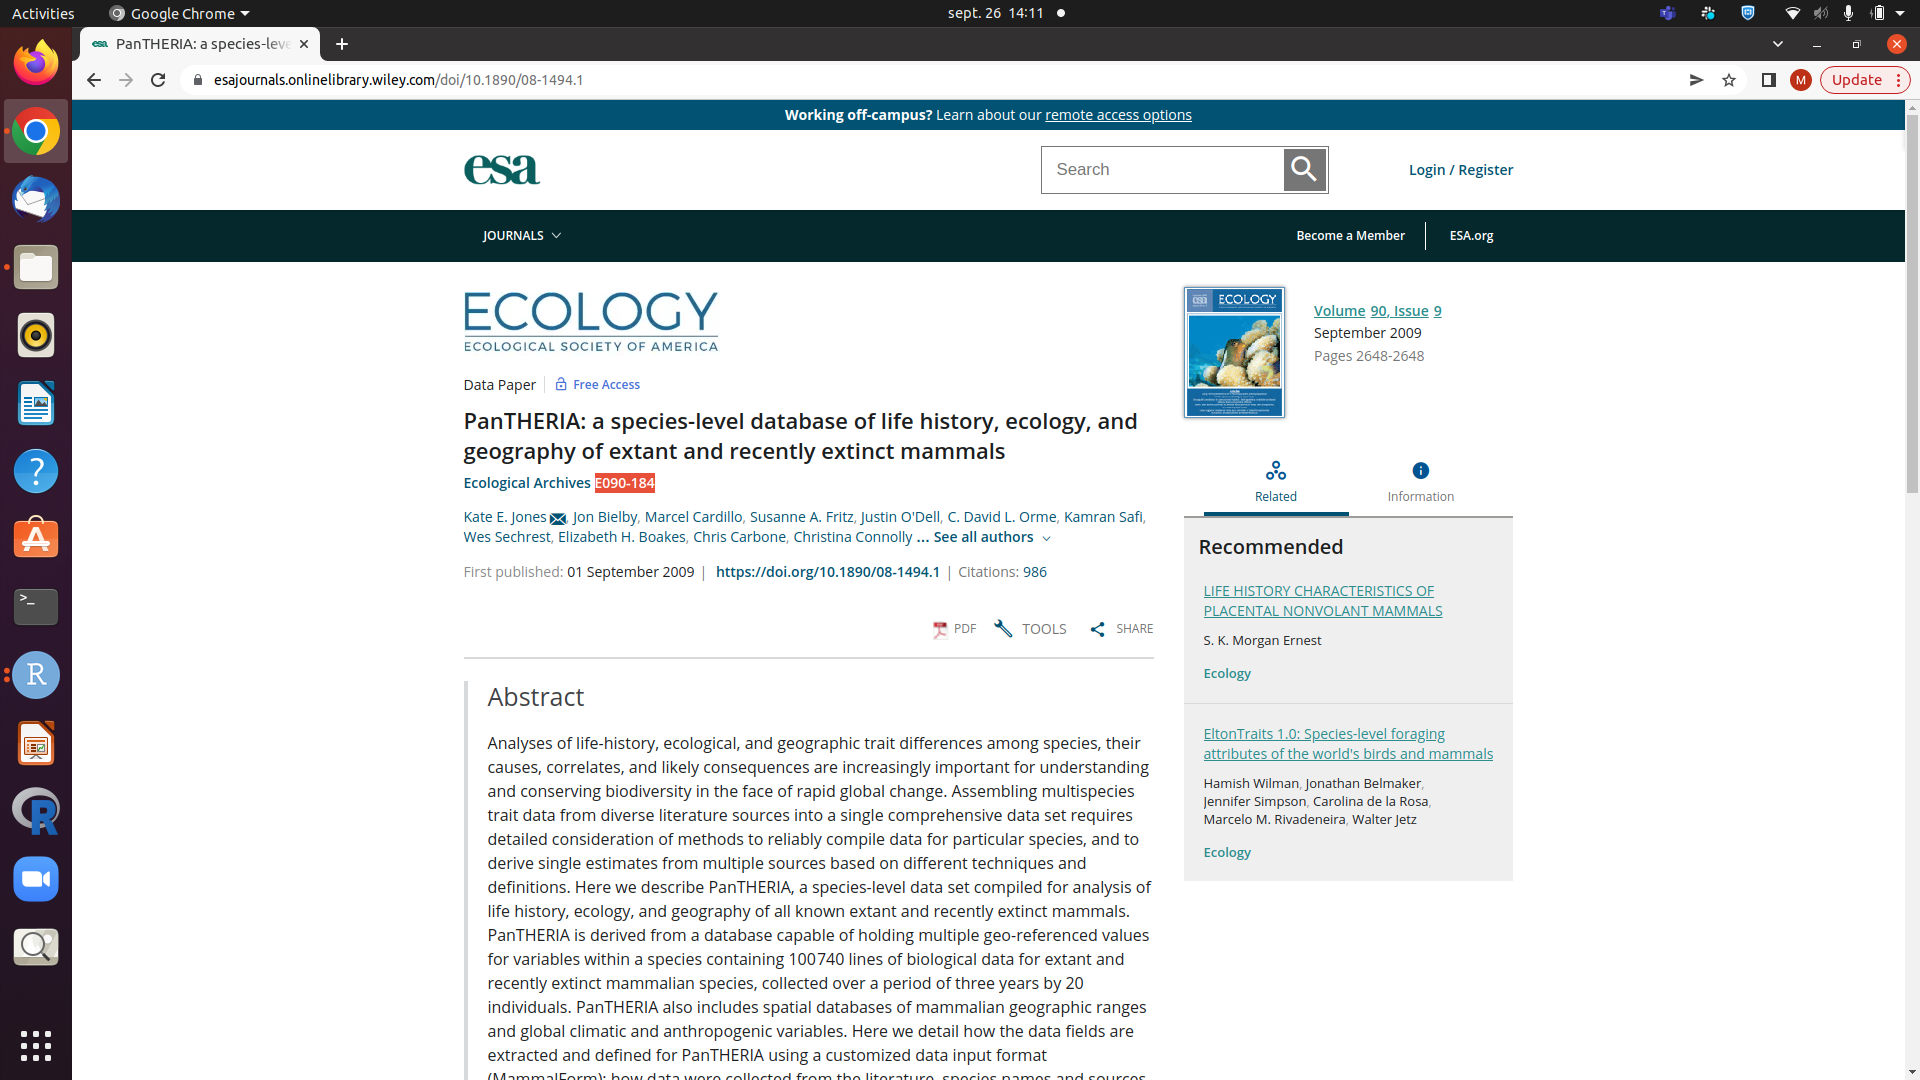 Activities
Google Chrome
sept. 26 14:11
PanTHERIA: a species-leve
esajournals.onlinelibrary.wiley.com/doi/10.1890/08-1494.1
M
Update
Working off-campus? Learn about our remote access options
esa
Search
Login / Register
JOURNALS
Become a Member
ESA.org
ECOLOGY
ECOLOGICAL SOCIETY OF AMERICA
Data Paper
Free Access
PanTHERIA: a species-level database of life history, ecology, and
geography of extant and recently extinct mammals
Ecological Archives E090-184
Kate E. Jones, Jon Bielby, Marcel Cardillo, Susanne A. Fritz, Justin O'Dell, C. David L. Orme, Kamran Safi,
Wes Sechrest, Elizabeth H. Boakes, Chris Carbone, Christina Connolly ... See all authors
First published: 01 September 2009 | https://doi.org/10.1890/08-1494.1 | Citations: 986
PDF
TOOLS
SHARE
Abstract
Analyses of life-history, ecological, and geographic trait differences among species, their
causes, correlates, and likely consequences are increasingly important for understanding
and conserving biodiversity in the face of rapid global change. Assembling multispecies
trait data from diverse literature sources into a single comprehensive data set requires
detailed consideration of methods to reliably compile data for particular species, and to
derive single estimates from multiple sources based on different techniques and
definitions. Here we describe PanTHERIA, a species-level data set compiled for analysis of
life history, ecology, and geography of all known extant and recently extinct mammals.
PanTHERIA is derived from a database capable of holding multiple geo-referenced values
for variables within a species containing 100 740 lines of biological data for extant and
recently extinct mammalian species, collected over a period of three years by 20
individuals. PanTHERIA also includes spatial databases of mammalian geographic ranges
and global climatic and anthropogenic variables. Here we detail how the data fields are
extracted and defined for PanTHERIA using a customized data input format
(MammalForm); how data were collected from the literature, species names and sources
esa
ECOLOGY
Volume 90, Issue 9
September 2009
Pages 2648-2648
Related
Information
Recommended
LIFE HISTORY CHARACTERISTICS OF
PLACENTAL NONVOLANT MAMMALS
S. K. Morgan Ernest
Ecology
EltonTraits 1.0: Species-level foraging
attributes of the world's birds and mammals
Hamish Wilman, Jonathan Belmaker,
Jennifer Simpson, Carolina de la Rosa,
Marcelo M. Rivadeneira, Walter Jetz
Ecology